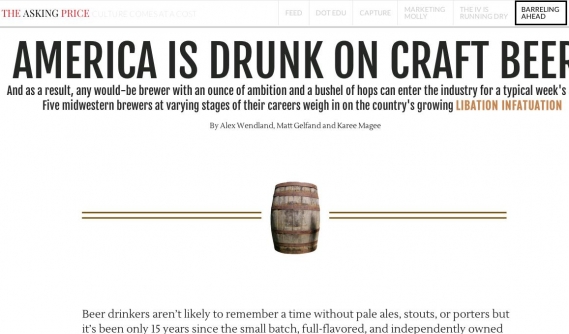 THE ASKING PRICE
FEED
DOT EDU
CAPTURE
MARKETING
MOLLY
THE IV IS
RUNNING DRY
BARRELING
AHEAD
AMERICA IS DRUNK ON CRAFT BEER
And as a result, any would-be brewer with an ounce of ambition and a bushel of hops can enter the industry for a typical week's
Five midwestern brewers at varying stages of their careers weigh in on the country's growing LIBATION INFATUATION
By Alex Wendland, Matt Gelfand and Karee Magee
Beer drinkers aren't likely to remember a time without pale ales, stouts, or porters but
it's been only 15 years since the small batch, full-flavored, and independently owned